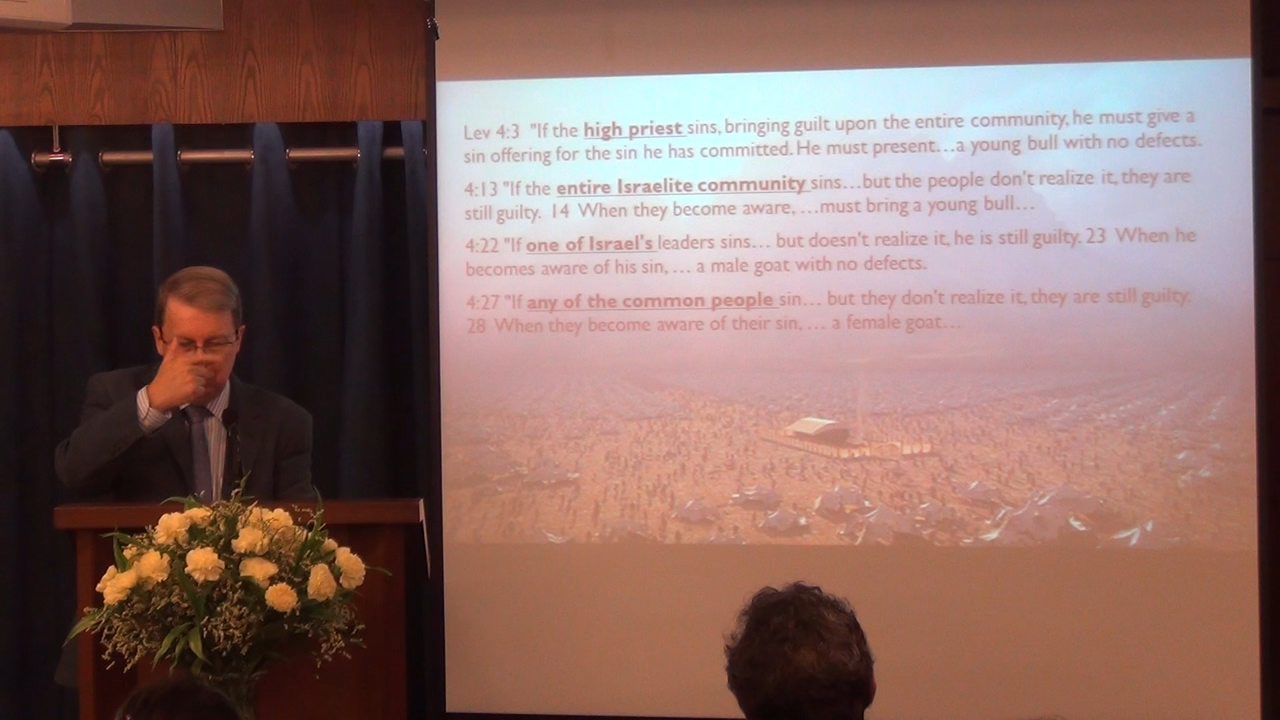 Lev 4:3 "If the high priest sins, bringing guilt upon the entire community, he must give a
sin offering for the sin he has committed. He must present…a young bull with no defects.
4:13 "If the entire Israelite community sins…but the people don't realize it, they are
still guilty. 14 When they become aware, …must bring a young bull…
4:22 "If one of Israel's leaders sins… but doesn't realize it, he is still guilty. 23 When he
becomes aware of his sin, … a male goat with no defects.
4:27 "If any of the common people sin… but they don't realize it, they are still guilty.
28 When they become aware of their sin, … a female goat…